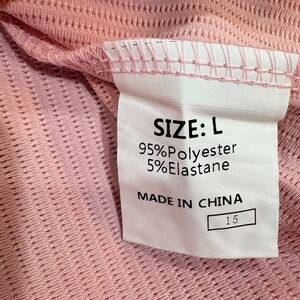 SIZE: L
95%Polyester
5%Elastane
MADE IN CHINA
15